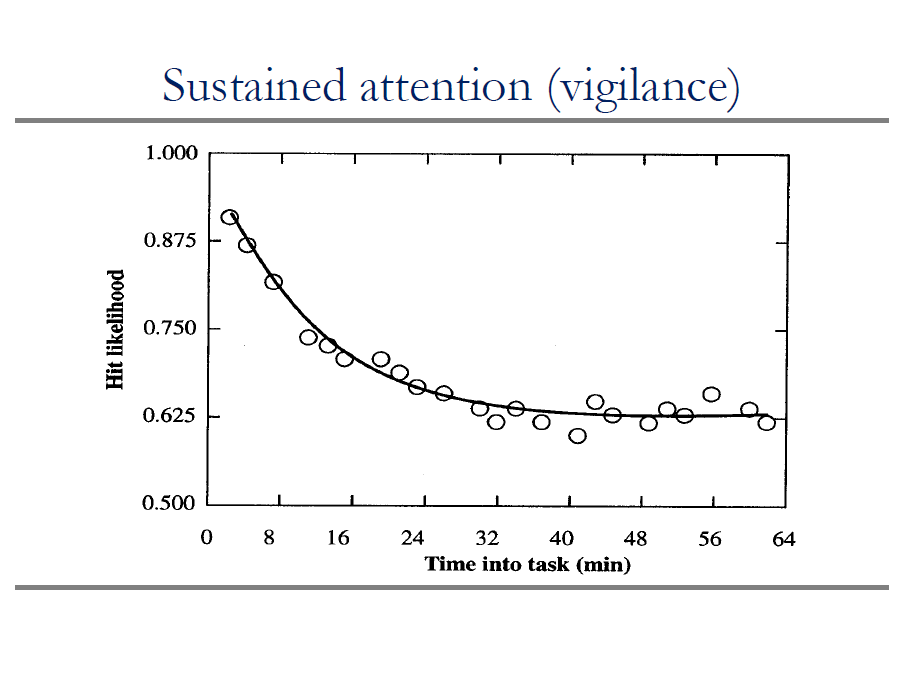 Sustained attention (vigilance)
1.000
0.875
0.750
0.625
0.500
Hit likelihood
0 8 16 24 32 40 48 56 64
Time into task (min)